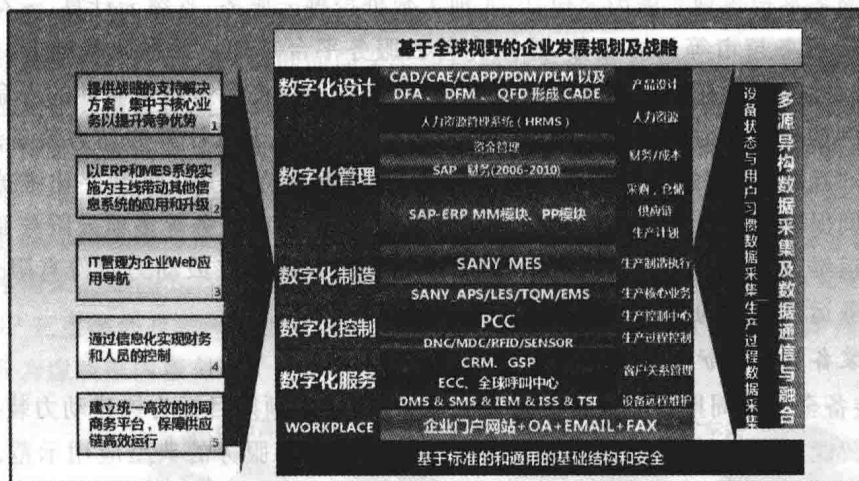 基于全球视野的企业发展规划及战略
提供战略的支持解决
方案，集中于核心业
务以提升竞争优势
1
以ERP和MES系统实
施为主线带动其他信
息系统的应用和升级
2
IT管理为企业Web应
用导航
3
通过信息化实现财务
和人员的控制
4
建立统一高效的协同
商务平台，保障供应
链高效运行
5
数字化设计
CAD/CAE/CAPP/PDM/PLM 以及
DFA 、 DFM 、 QFD 形成 CADE
产品设计
数字化管理
人力资源管理系统（HRMS）
人力资源
资金管理
SAP 财务(2006-2010)
财务/成本
SAP-ERP MM模块、PP模块
采购、仓储
供应链
生产计划
数字化制造
SANY MES
生产制造执行
SANY APS/LES/TQM/EMS
生产核心业务
数字化控制
PCC
生产控制中心
DNC/MDC/RFID/SENSOR
生产过程控制
数字化服务
CRM、GSP
ECC、全球呼叫中心
客户关系管理
DMS & SMS & IEM & ISS & TSI
设备远程维护
WORKPLACE
企业门户网站+OA+EMAIL+FAX
基于标准的和通用的基础结构和安全
多源异构数据采集及数据通信与融合
设备状态与用户习惯数据采集
生产过程数据采集